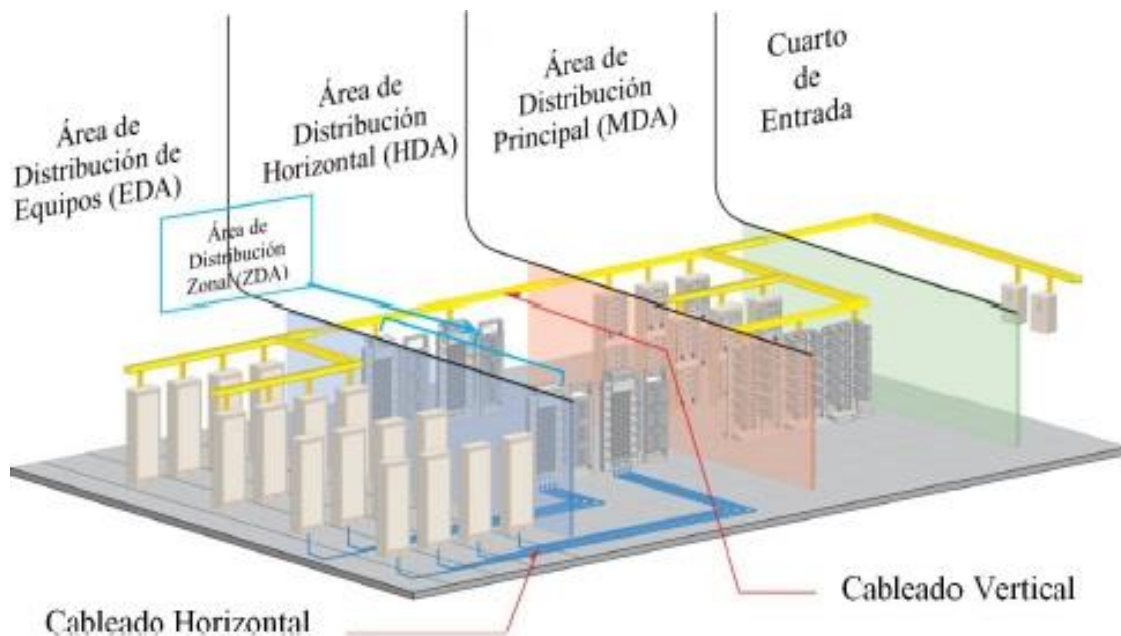 Área de
Distribución de
Equipos (EDA)
Área de
Distribución
Horizontal (HDA)
Área de
Distribución
Principal (MDA)
Cuarto
de
Entrada
Área de
Distribución
Zonal (ZDA)
Cableado Vertical
Cableado Horizontal